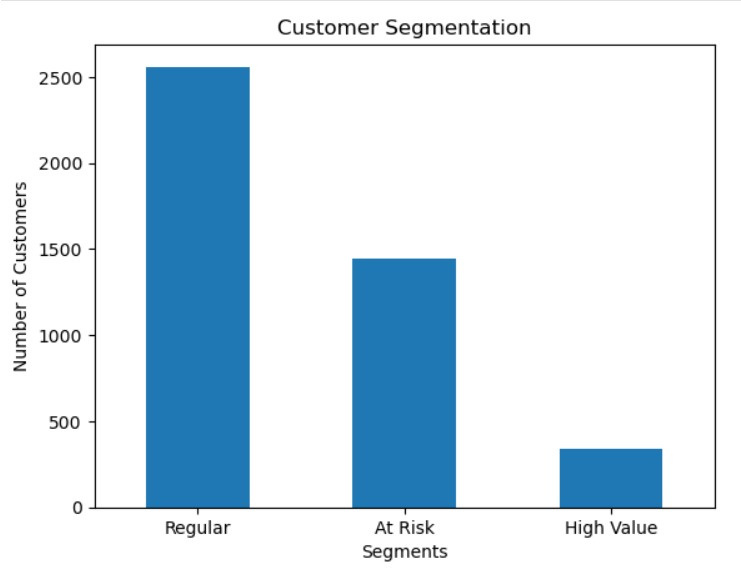 Customer Segmentation
2500
2000
1500
1000
500
0
Number of Customers
Regular
At Risk
High Value
Segments